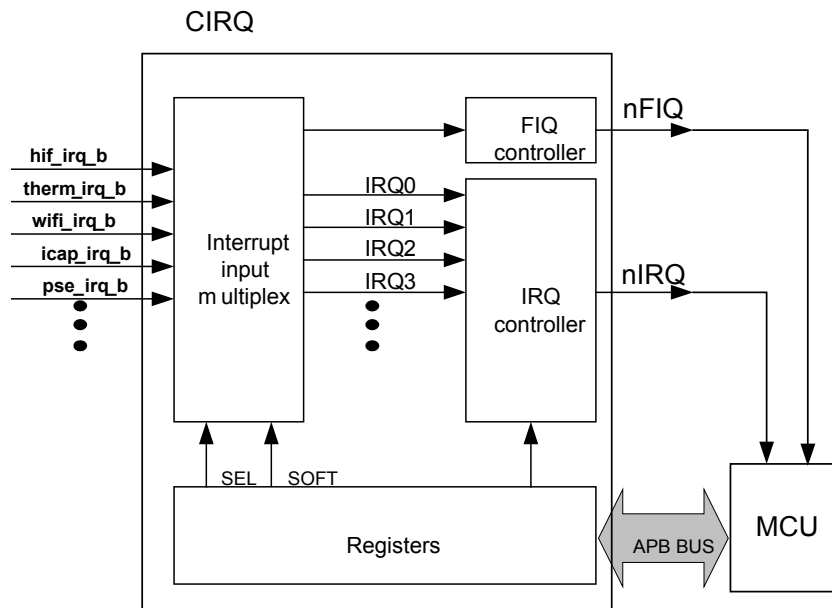 CIRQ
hif_irq_b
therm_irq_b
wifi_irq_b
icap_irq_b
pse_irq_b
Interrupt
input
m ultiplex
IRQ0
IRQ1
IRQ2
IRQ3
FIQ
controller
IRQ
controller
nFIQ
nIRQ
SEL
SOFT
Registers
APB BUS
MCU